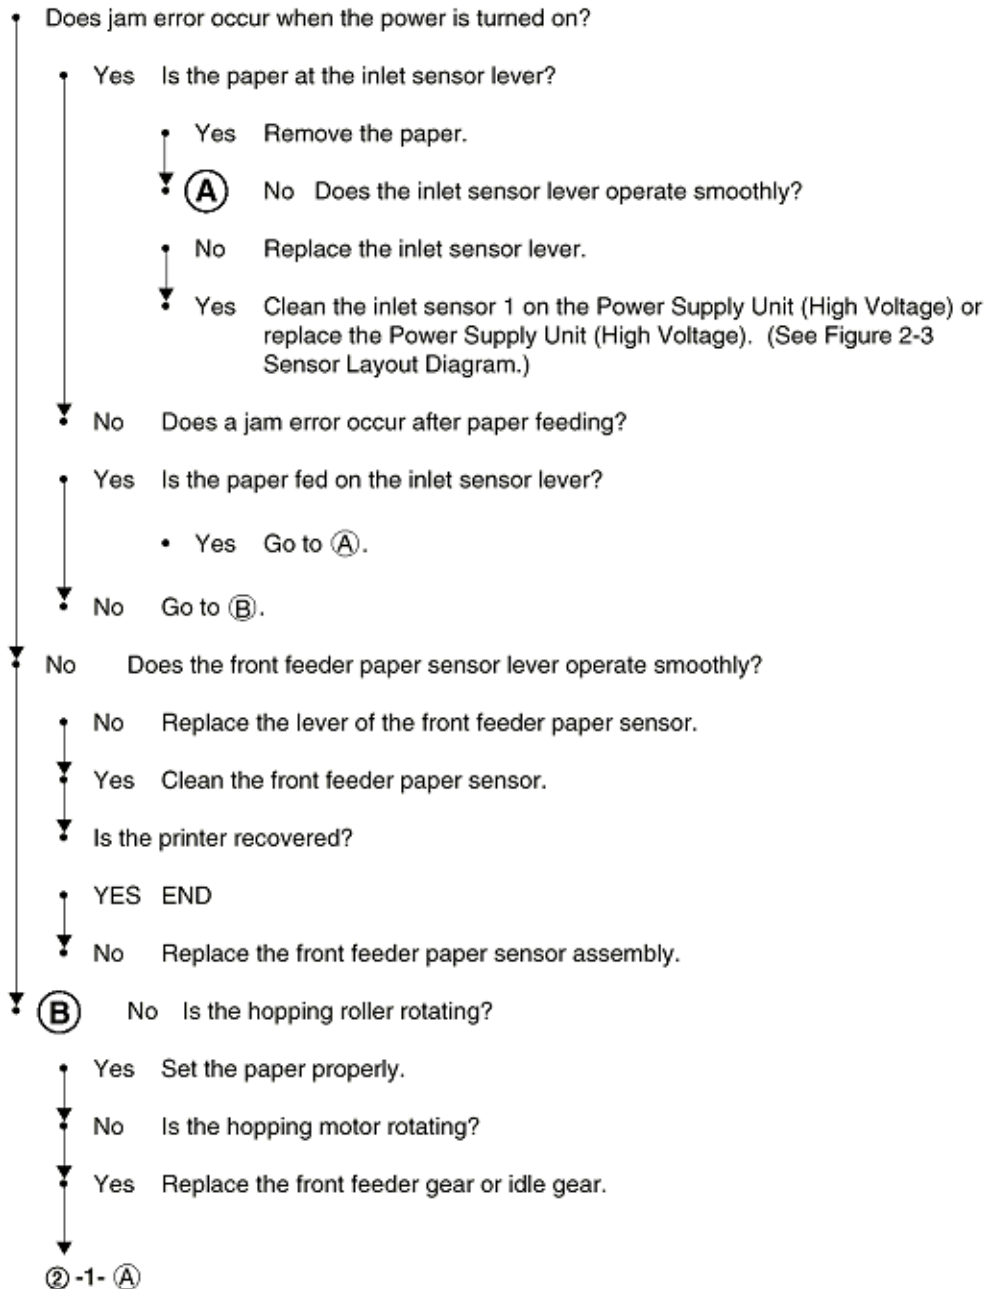 Does jam error occur when the power is turned on?
Yes Is the paper at the inlet sensor lever?
Yes Remove the paper.
A No Does the inlet sensor lever operate smoothly?
No Replace the inlet sensor lever.
Yes Clean the inlet sensor 1 on the Power Supply Unit (High Voltage) or
replace the Power Supply Unit (High Voltage). (See Figure 2-3
Sensor Layout Diagram.)
No Does a jam error occur after paper feeding?
Yes Is the paper fed on the inlet sensor lever?
Yes Go to Ⓐ.
No Go to Ⓑ.
No Does the front feeder paper sensor lever operate smoothly?
No Replace the lever of the front feeder paper sensor.
Yes Clean the front feeder paper sensor.
Is the printer recovered?
YES END
No Replace the front feeder paper sensor assembly.
B No Is the hopping roller rotating?
Yes Set the paper properly.
No Is the hopping motor rotating?
Yes Replace the front feeder gear or idle gear.
② -1- Ⓐ